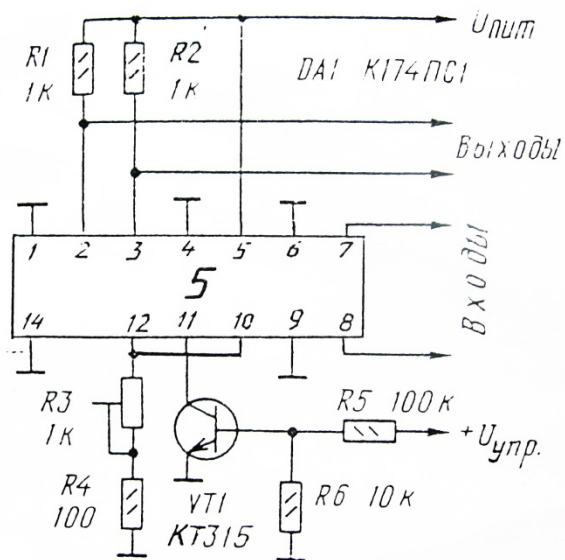 Uпит
R1
1к
R2
1к
DA1 К174ПС1
Выходы
1 2 3 4 5 6 7
5
14 12 11 10 9 8
Входы
R3
1к
R4
100
VT1
КТ315
R5 100к
+Uупр.
R6 10к